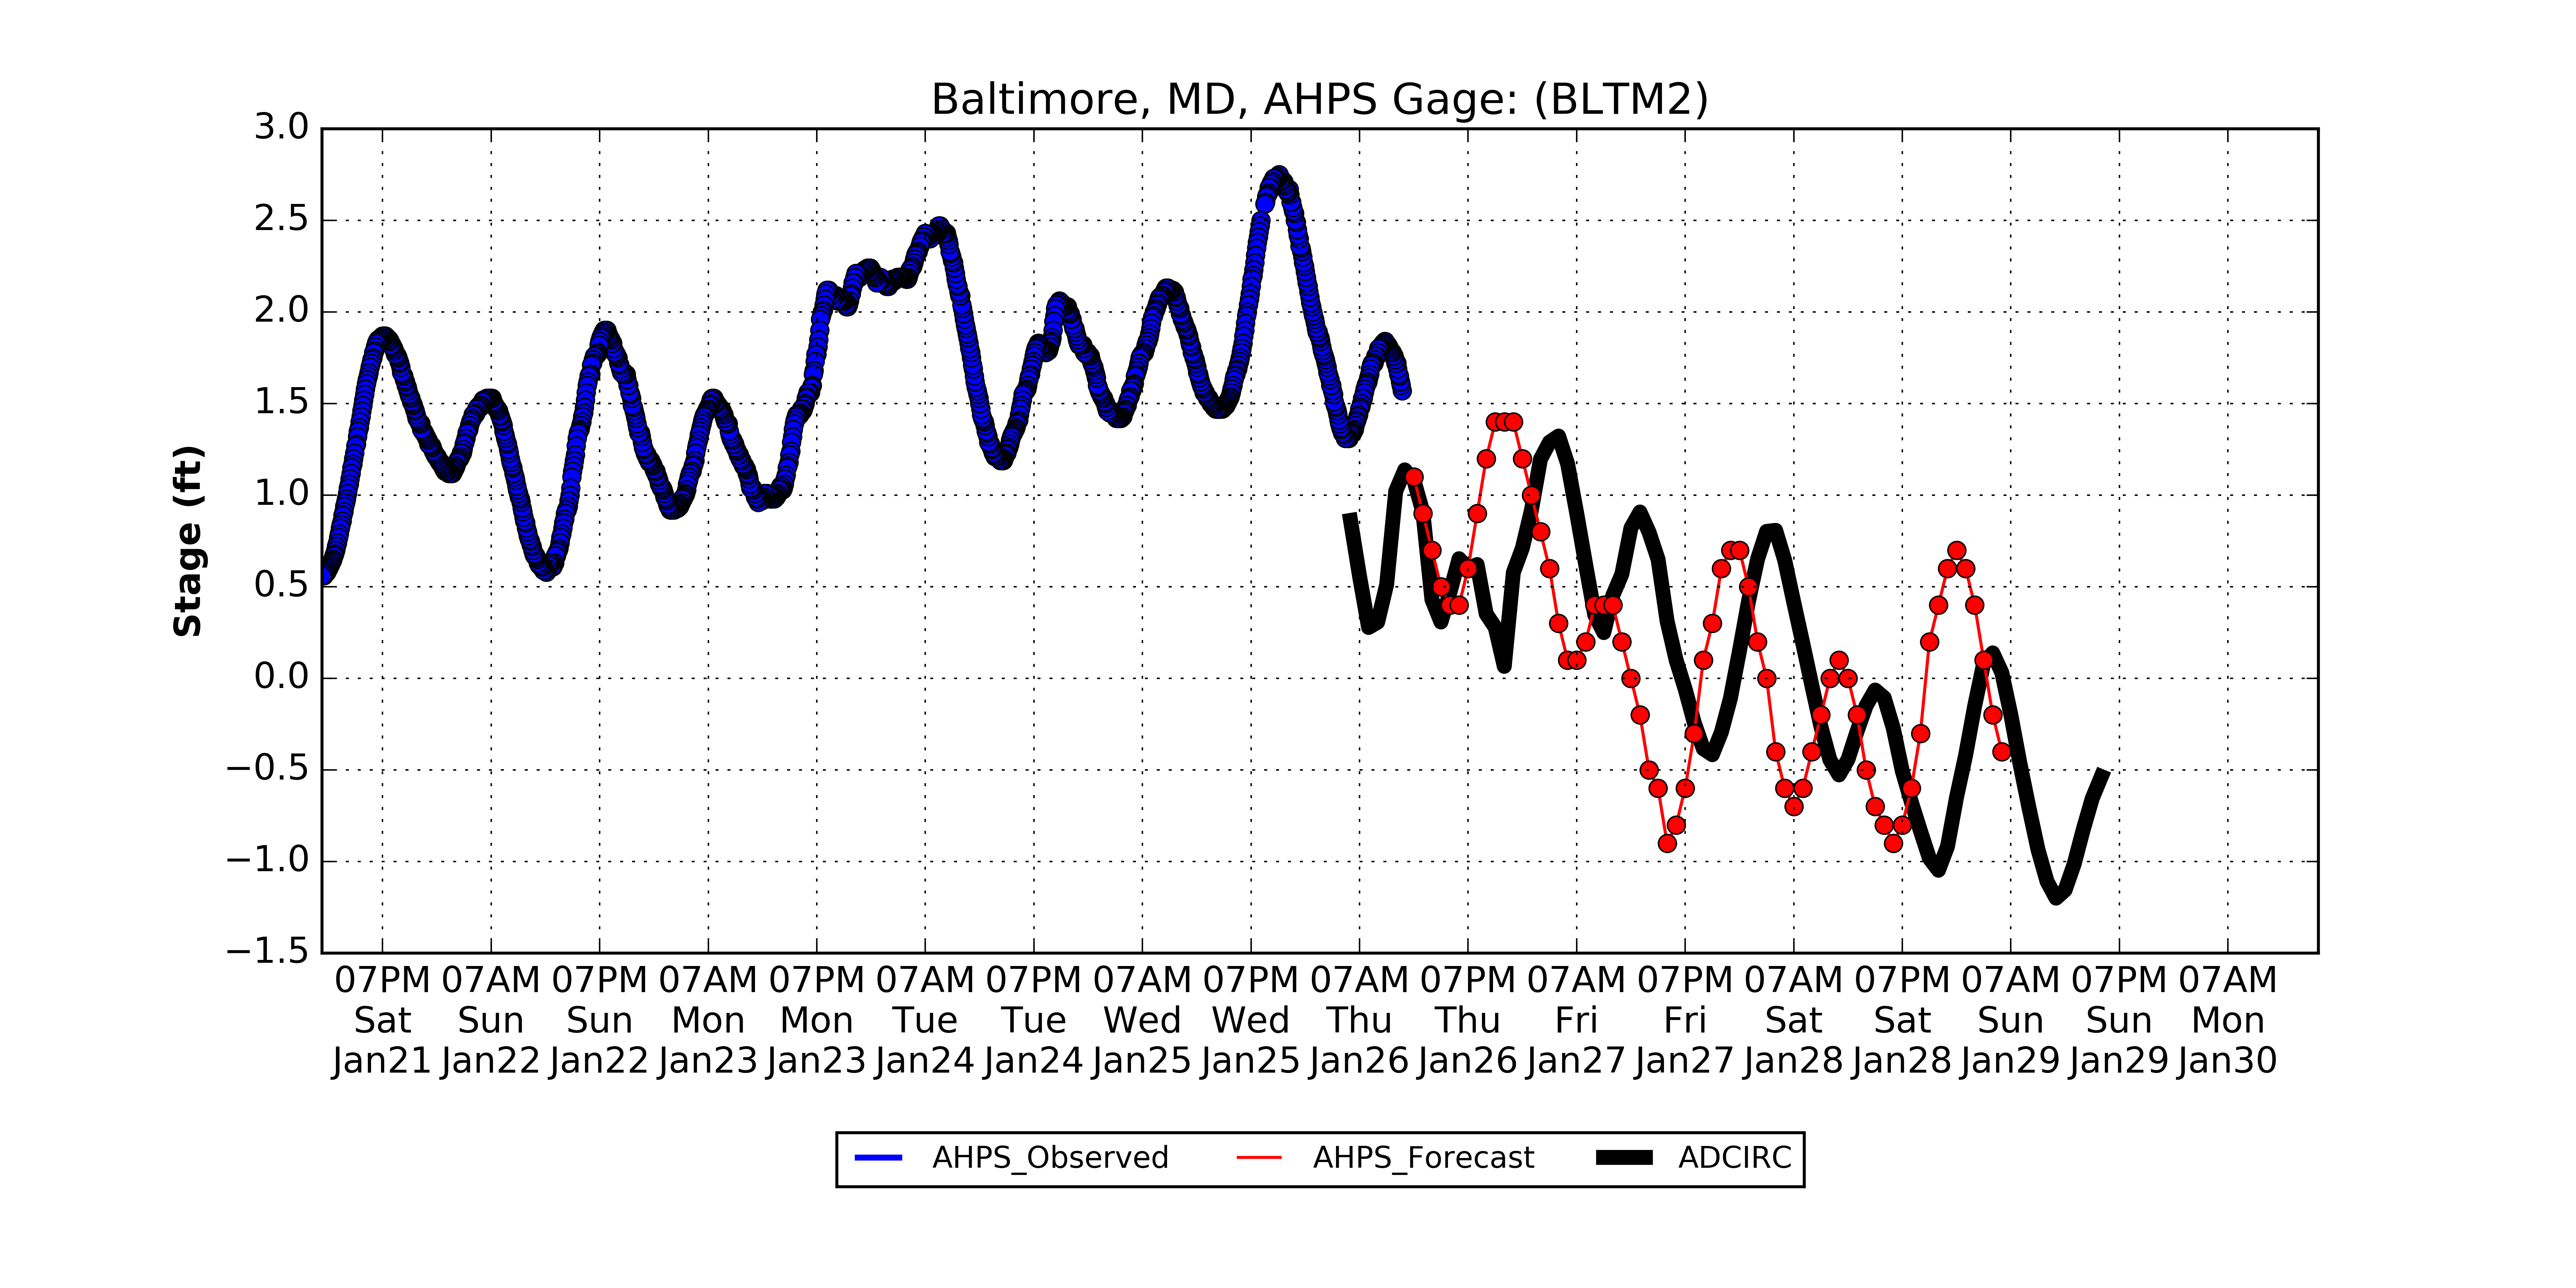 Baltimore, MD, AHPS Gage: (BLTM2)
3.0
2.5
2.0
1.5
1.0
0.5
0.0
−0.5
−1.0
−1.5
Stage (ft)
07PM 07AM 07PM 07AM 07PM 07AM 07PM 07AM 07PM 07AM 07PM 07AM 07PM 07AM 07PM 07AM 07PM 07AM
Sat Sun Sun Mon Mon Tue Tue Wed Wed Thu Thu Fri Fri Sat Sat Sun Sun Mon
Jan21 Jan22 Jan22 Jan23 Jan23 Jan24 Jan24 Jan25 Jan25 Jan26 Jan26 Jan27 Jan27 Jan28 Jan28 Jan29 Jan29 Jan30
AHPS_Observed AHPS_Forecast ADCIRC